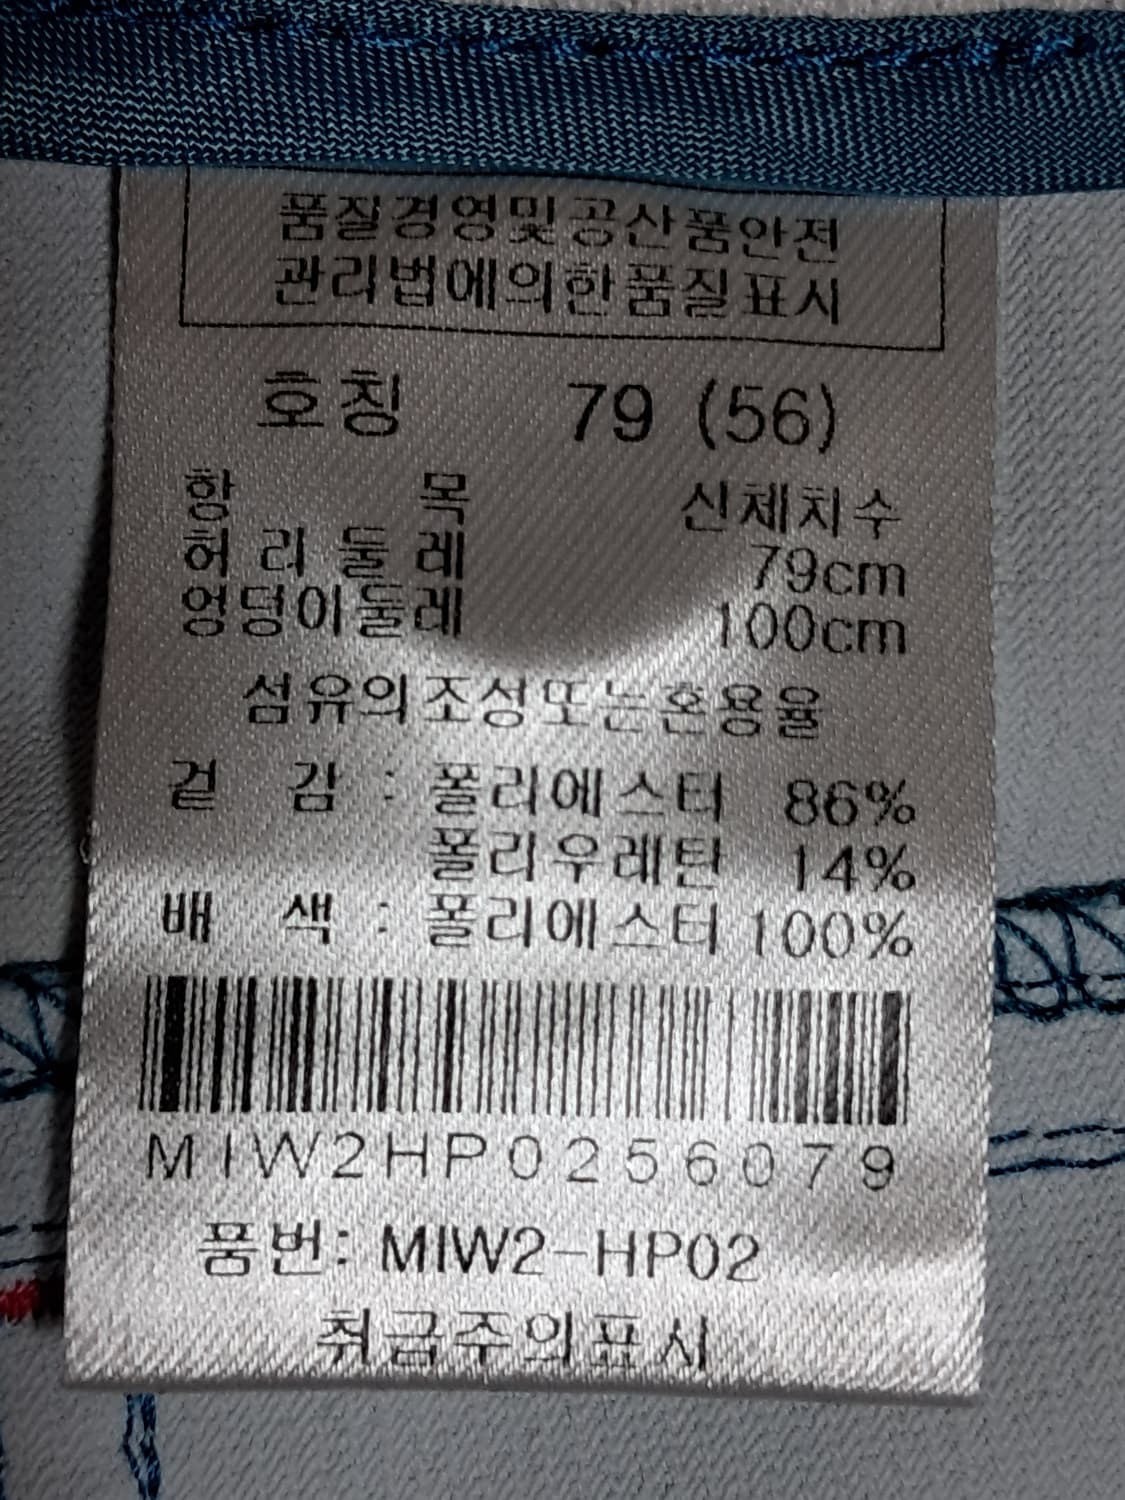 품질경영및공산품안전
관리법에의한품질표시
호칭 79 (56)
항 목 신체치수
허리둘레 79cm
엉덩이둘레 100cm
섬유의조성또는혼용율
겉 감 : 폴리에스터 86%
폴리우레탄 14%
배 색 : 폴리에스터 100%
MIW2HP0256079
품번: MIW2-HP02
취급주의표시